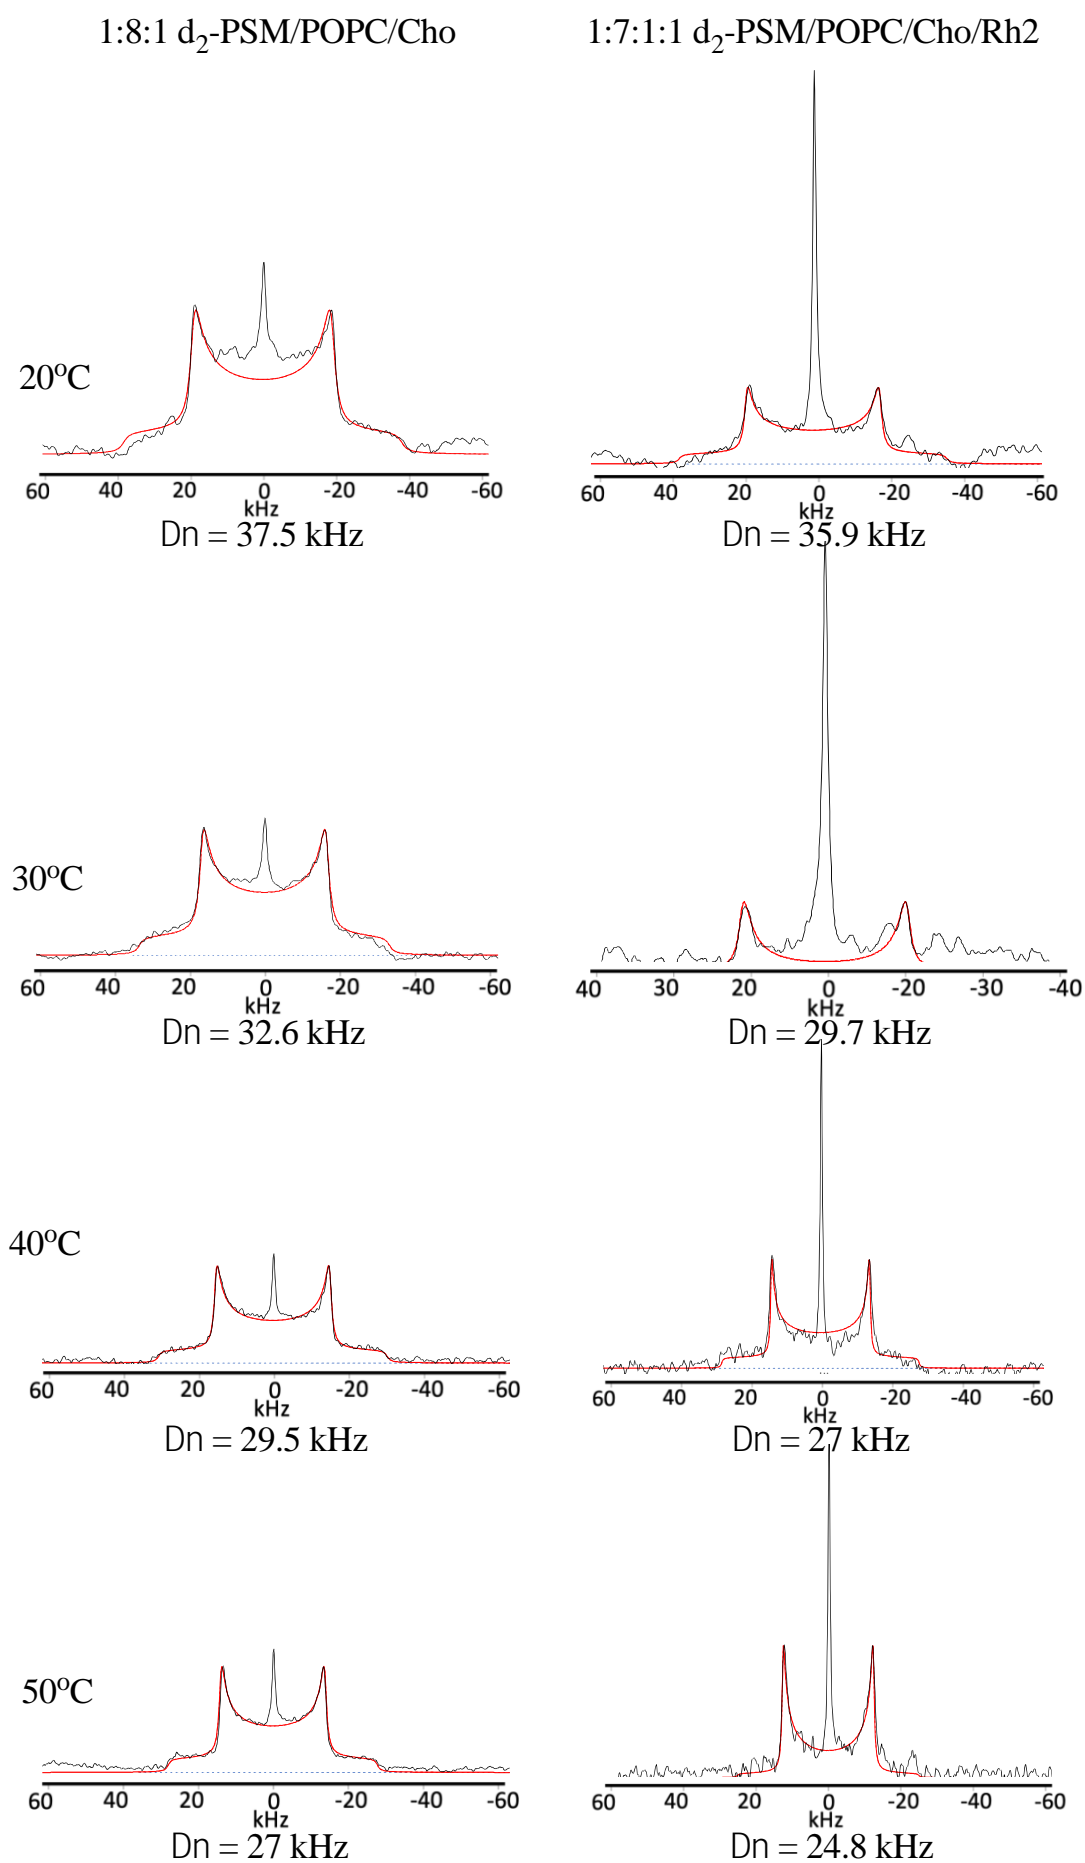 1:8:1 d₂-PSM/POPC/Cho
1:7:1:1 d₂-PSM/POPC/Cho/Rh2
20°C
60 40 20 0 -20 -40 -60
kHz
Dn = 37.5 kHz
60 40 20 0 -20 -40 -60
kHz
Dn = 35.9 kHz
30°C
60 40 20 0 -20 -40 -60
kHz
Dn = 32.6 kHz
40 30 20 0 -20 -30 -40
kHz
Dn = 29.7 kHz
40°C
60 40 20 0 -20 -40 -60
kHz
Dn = 29.5 kHz
60 40 20 0 -20 -40 -60
kHz
Dn = 27 kHz
50°C
60 40 20 0 -20 -40 -60
kHz
Dn = 27 kHz
60 40 20 0 -20 -40 -60
kHz
Dn = 24.8 kHz